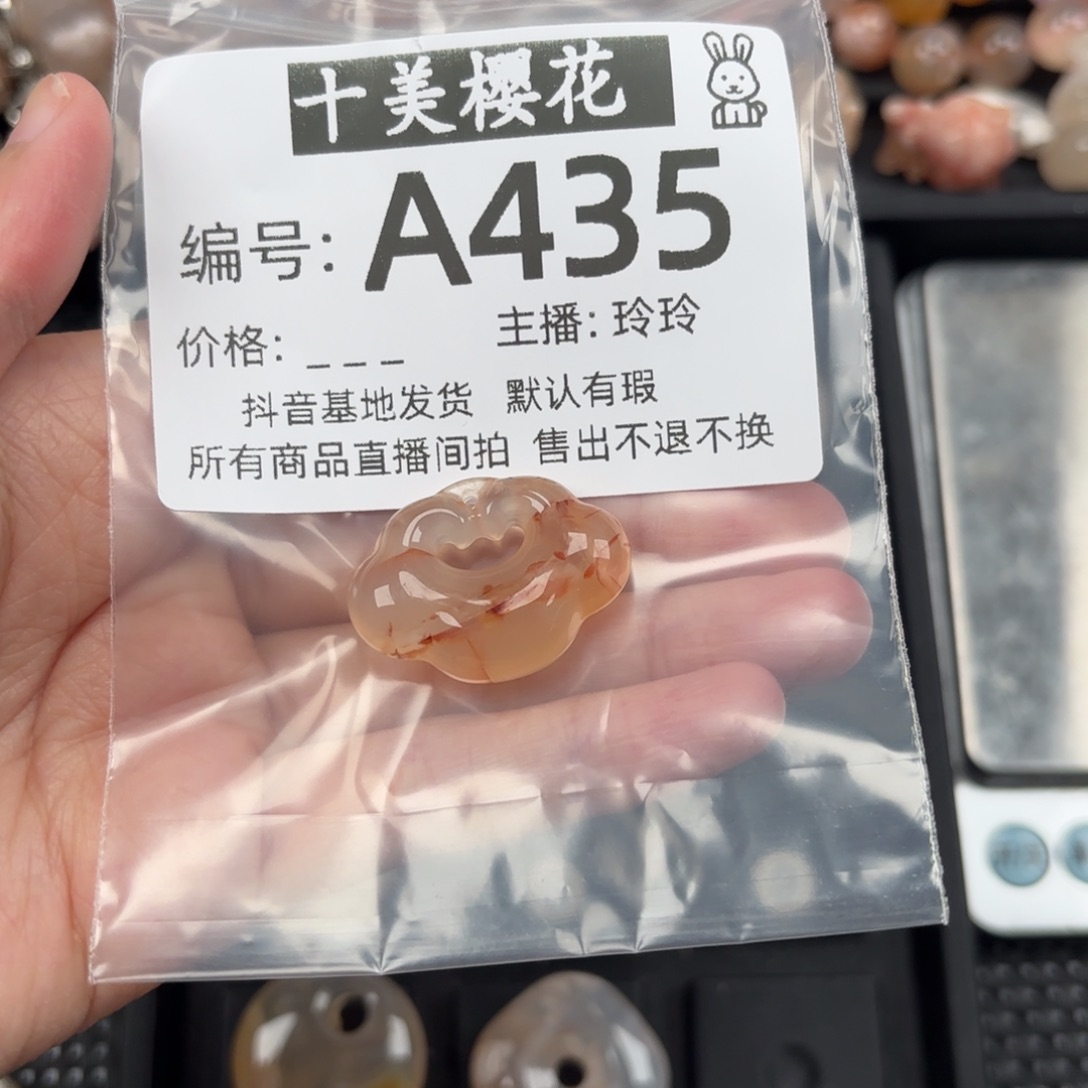 十美樱花
编号: A435
价格: _ _ _ 主播: 玲玲
抖音基地发货 默认有瑕
所有商品直播间拍 售出不退不换